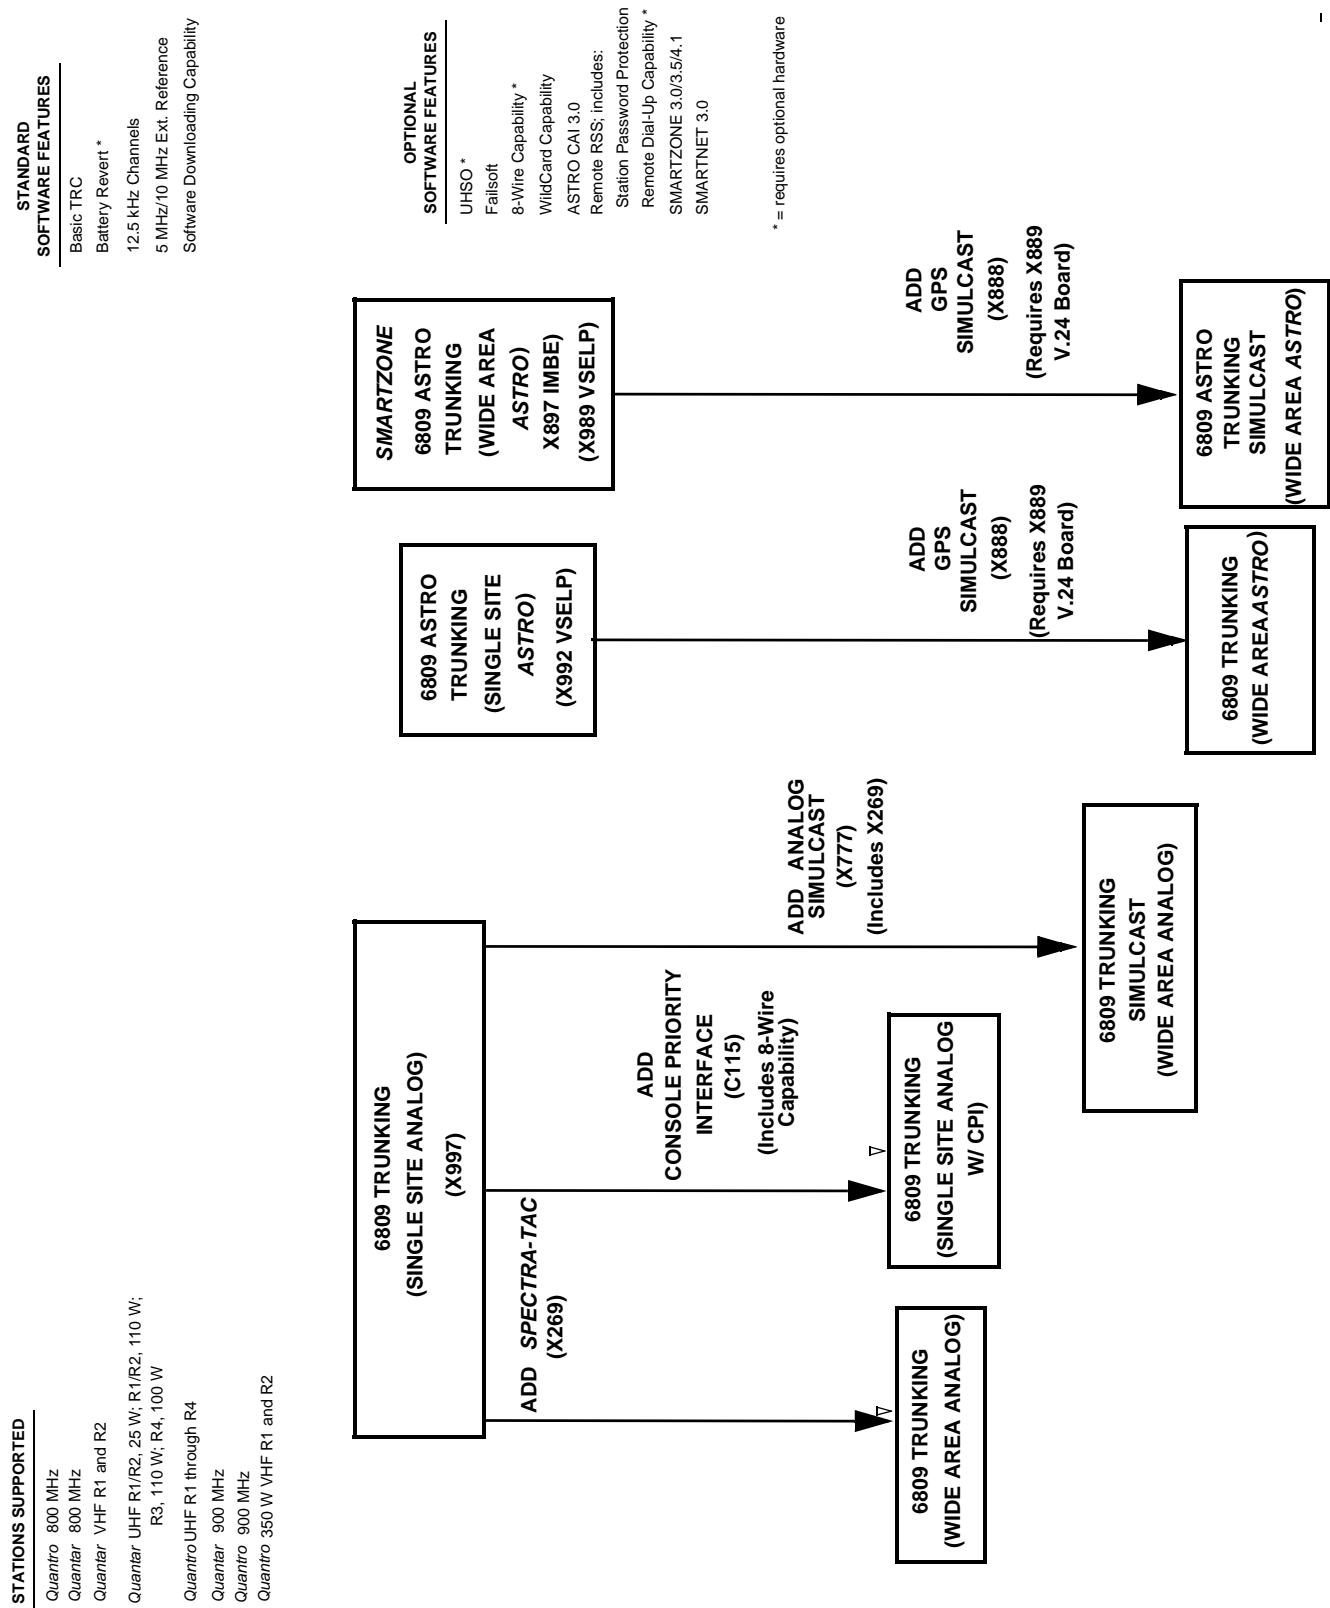 STATIONS SUPPORTED
Quantro 800 MHz
Quantar 800 MHz
Quantar VHF R1 and R2
Quantar UHF R1/R2, 25 W; R1/R2, 110 W;
R3, 110 W; R4, 100 W
Quantro UHF R1 through R4
Quantar 900 MHz
Quantro 900 MHz
Quantro 350 W VHF R1 and R2
STANDARD
SOFTWARE FEATURES
Basic TRC
Battery Revert *
12.5 kHz Channels
5 MHz/10 MHz Ext. Reference
Software Downloading Capability
OPTIONAL
SOFTWARE FEATURES
UHSO *
Failsoft
8-Wire Capability *
WildCard Capability
ASTRO CAI 3.0
Remote RSS; includes:
Station Password Protection
Remote Dial-Up Capability *
SMARTZONE 3.0/3.5/4.1
SMARTNET 3.0
* = requires optional hardware
6809 TRUNKING
(SINGLE SITE ANALOG)
(X997)
6809 ASTRO
TRUNKING
(SINGLE SITE
ASTRO)
(X992 VSELP)
SMARTZONE
6809 ASTRO
TRUNKING
(WIDE AREA
ASTRO)
X897 IMBE)
(X989 VSELP)
ADD SPECTRA-TAC
(X269)
ADD
CONSOLE PRIORITY
INTERFACE
(C115)
(Includes 8-Wire
Capability)
ADD ANALOG
SIMULCAST
(X777)
(Includes X269)
ADD
GPS
SIMULCAST
(X888)
(Requires X889
V.24 Board)
ADD
GPS
SIMULCAST
(X888)
(Requires X889
V.24 Board)
6809 TRUNKING
(WIDE AREA ANALOG)
6809 TRUNKING
(SINGLE SITE ANALOG
W/ CPI)
6809 TRUNKING
SIMULCAST
(WIDE AREA ANALOG)
6809 TRUNKING
(WIDE AREAASTRO)
6809 ASTRO
TRUNKING
SIMULCAST
(WIDE AREA ASTRO)